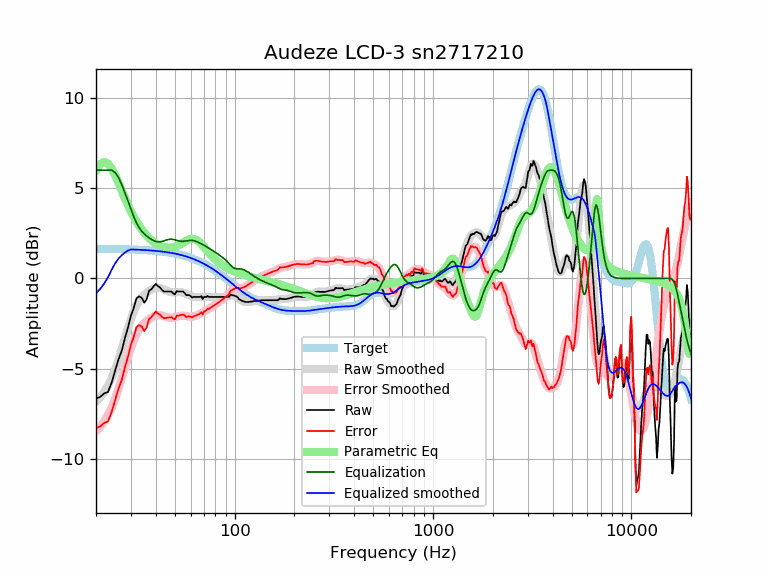 Audeze LCD-3 sn2717210
10
5
0
−5
−10
Amplitude (dBr)
Target
Raw Smoothed
Error Smoothed
Raw
Error
Parametric Eq
Equalization
Equalized smoothed
100
1000
10000
Frequency (Hz)